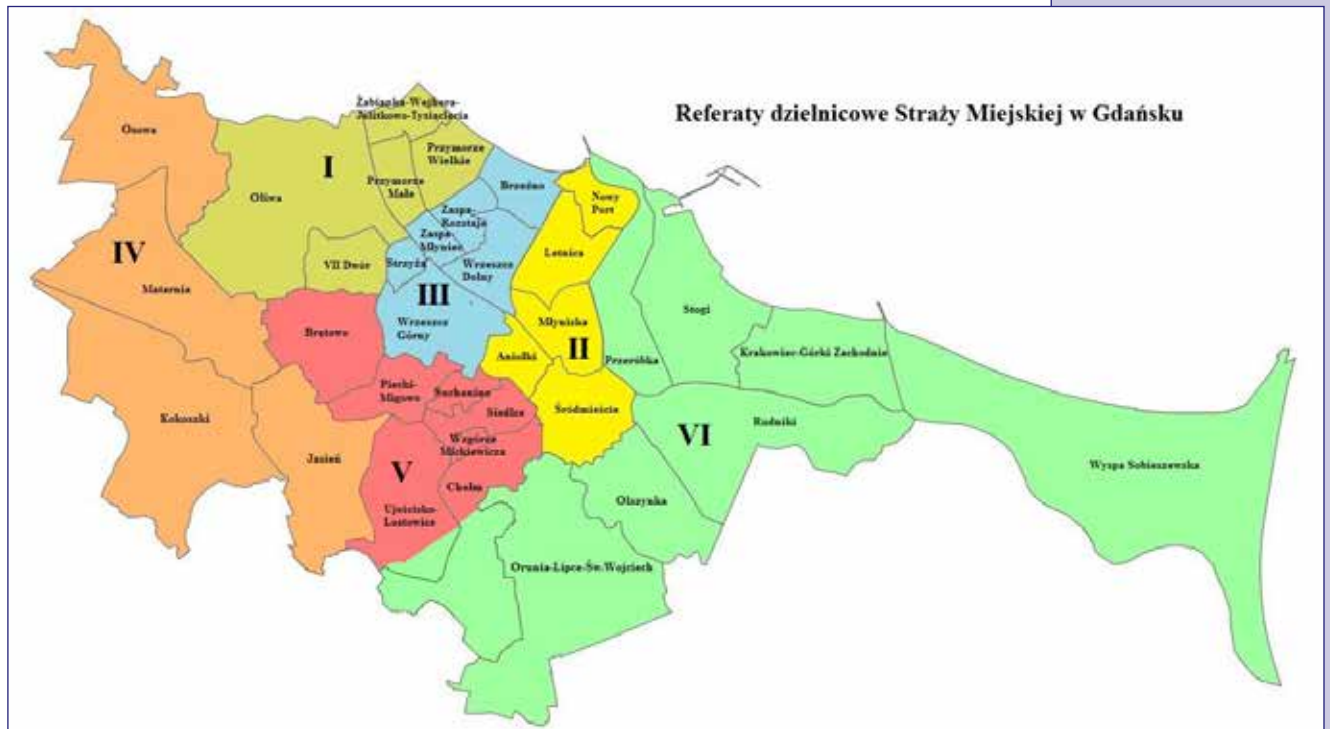 Referaty dzielnicowe Straży Miejskiej w Gdańsku
Żabianka-Wejhera-
Jelitkowo-Tysiąclecia
Osowa
I
Przymorze
Wielkie
Oliwa
Przymorze
Małe
Brzeźno
Nowy
Port
Zaspa-
Rozstaje
Zaspa-
Młyniec
IV
VII Dwór
Strzyża
Wrzeszcz
Dolny
Letnica
Matarnia
III
Stogi
Brętowo
Wrzeszcz
Górny
Młyniska
II
Aniołki
Przeróbka
Krakowiec-Górki Zachodnie
Piecki-
Migowo
Suchanino
Siedlce
Śródmieście
Kokoszki
Rudniki
VI
Wzgórze
Mickiewicza
Jasień
V
Wyspa Sobieszewska
Chełm
Ujeścisko-
Łostowice
Olszynka
Orunia-Lipce-Św.Wojciech